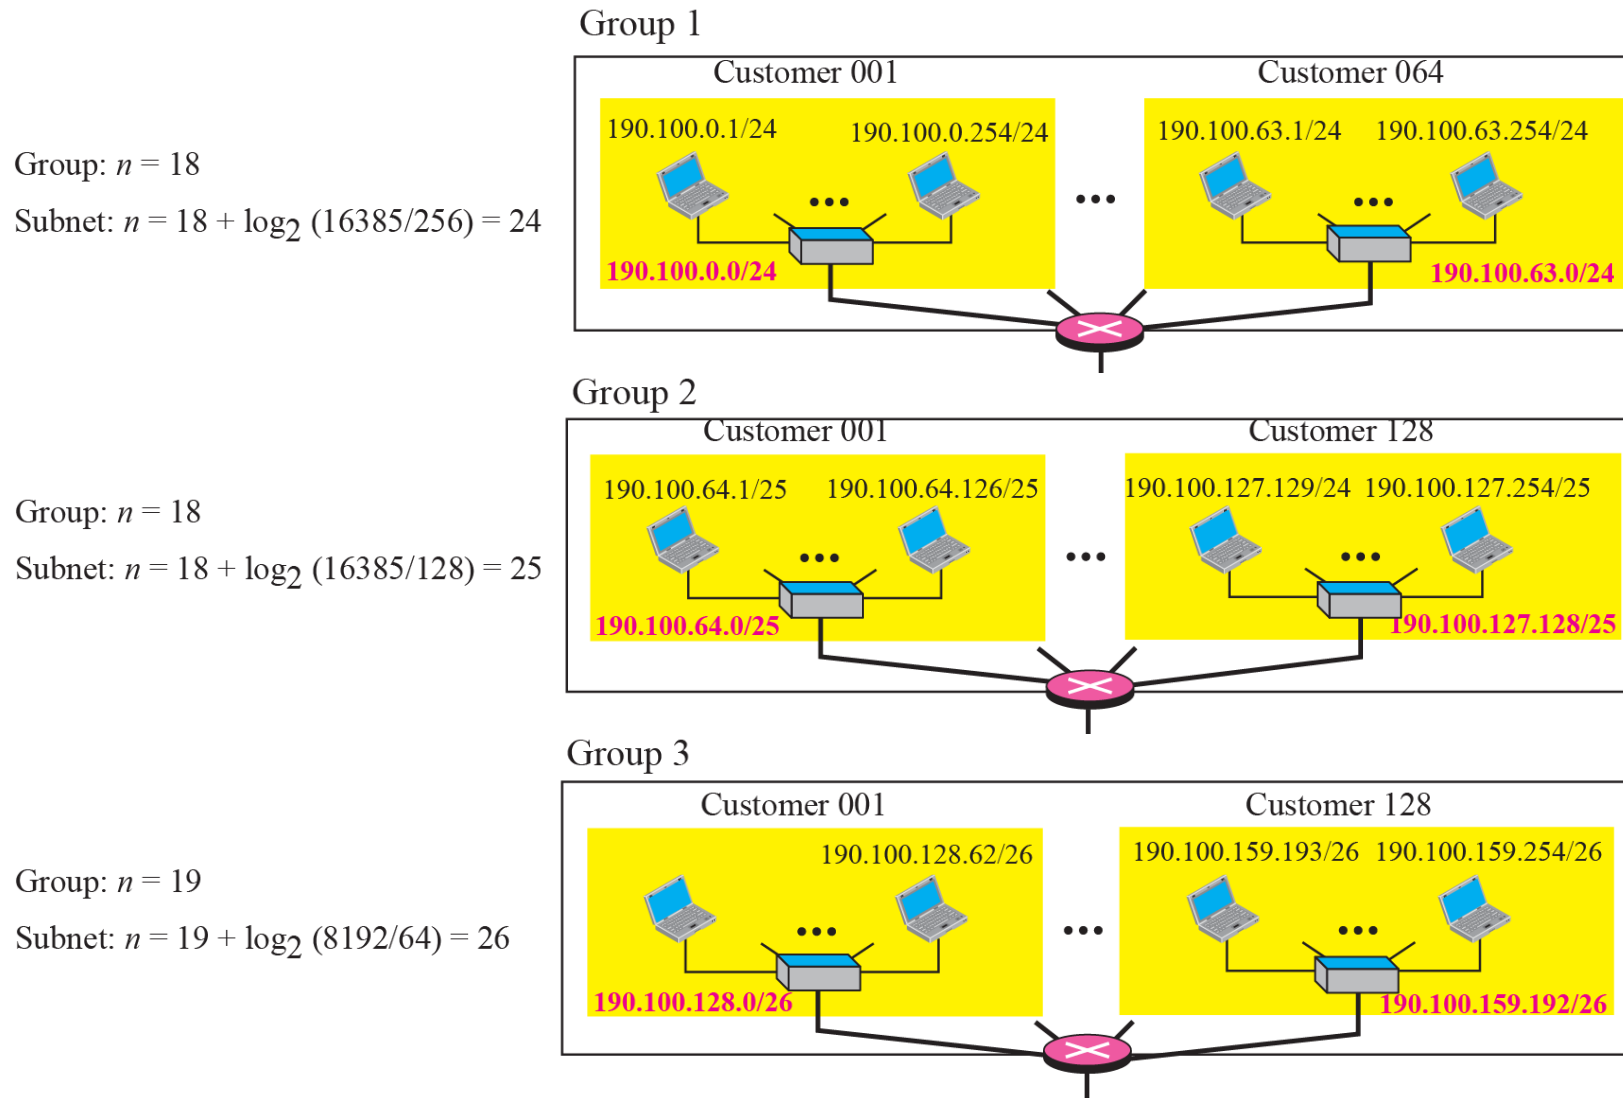 Group 1
Customer 001
Customer 064
190.100.0.1/24
190.100.0.254/24
190.100.63.1/24
190.100.63.254/24
Group: n = 18
Subnet: n = 18 + log2 (16385/256) = 24
190.100.0.0/24
190.100.63.0/24
Group 2
Customer 001
Customer 128
190.100.64.1/25
190.100.64.126/25
190.100.127.129/24
190.100.127.254/25
Group: n = 18
Subnet: n = 18 + log2 (16385/128) = 25
190.100.64.0/25
190.100.127.128/25
Group 3
Customer 001
Customer 128
190.100.128.62/26
190.100.159.193/26
190.100.159.254/26
Group: n = 19
Subnet: n = 19 + log2 (8192/64) = 26
190.100.128.0/26
190.100.159.192/26